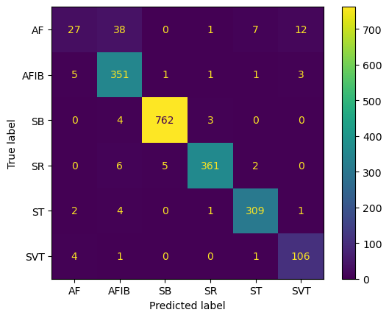 AF 27 38 0 1 7 12
AFIB 5 351 1 1 1 3
SB 0 4 762 3 0 0
SR 0 6 5 361 2 0
ST 2 4 0 1 309 1
SVT 4 1 0 0 1 106
AF AFIB SB SR ST SVT
Predicted label
True label
700
600
500
400
300
200
100
0